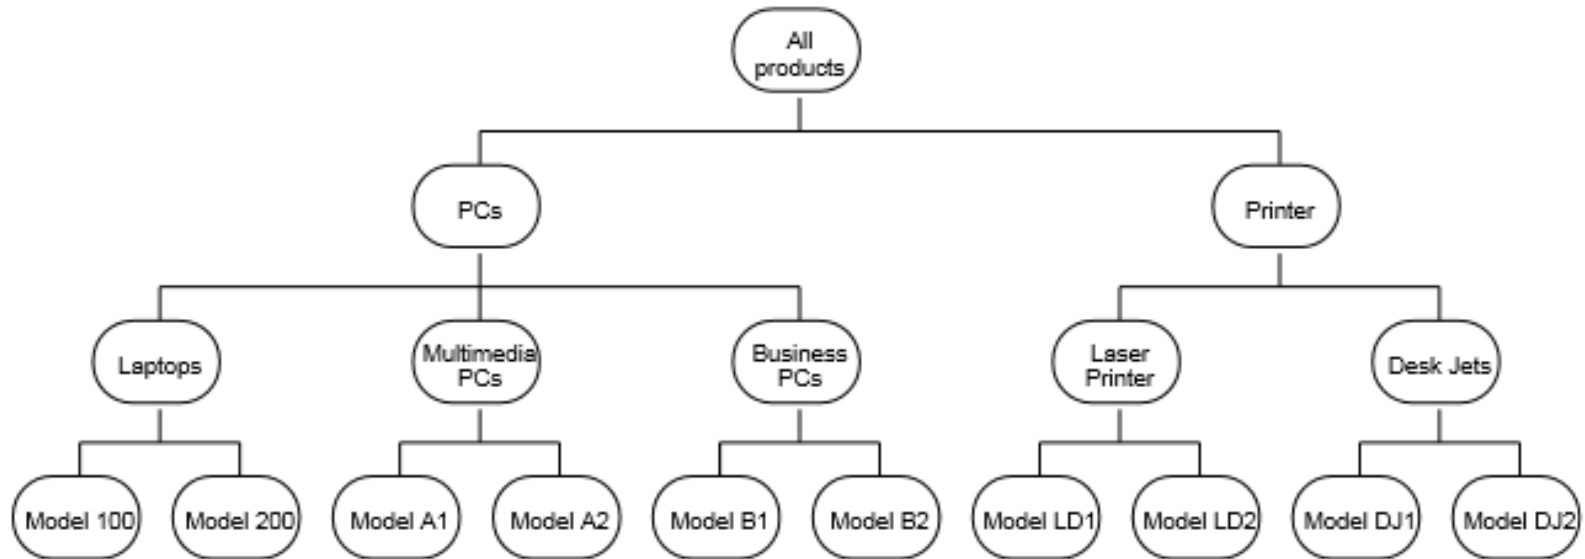 All
products
PCs
Printer
Laptops
Multimedia
PCs
Business
PCs
Laser
Printer
Desk Jets
Model 100
Model 200
Model A1
Model A2
Model B1
Model B2
Model LD1
Model LD2
Model DJ1
Model DJ2